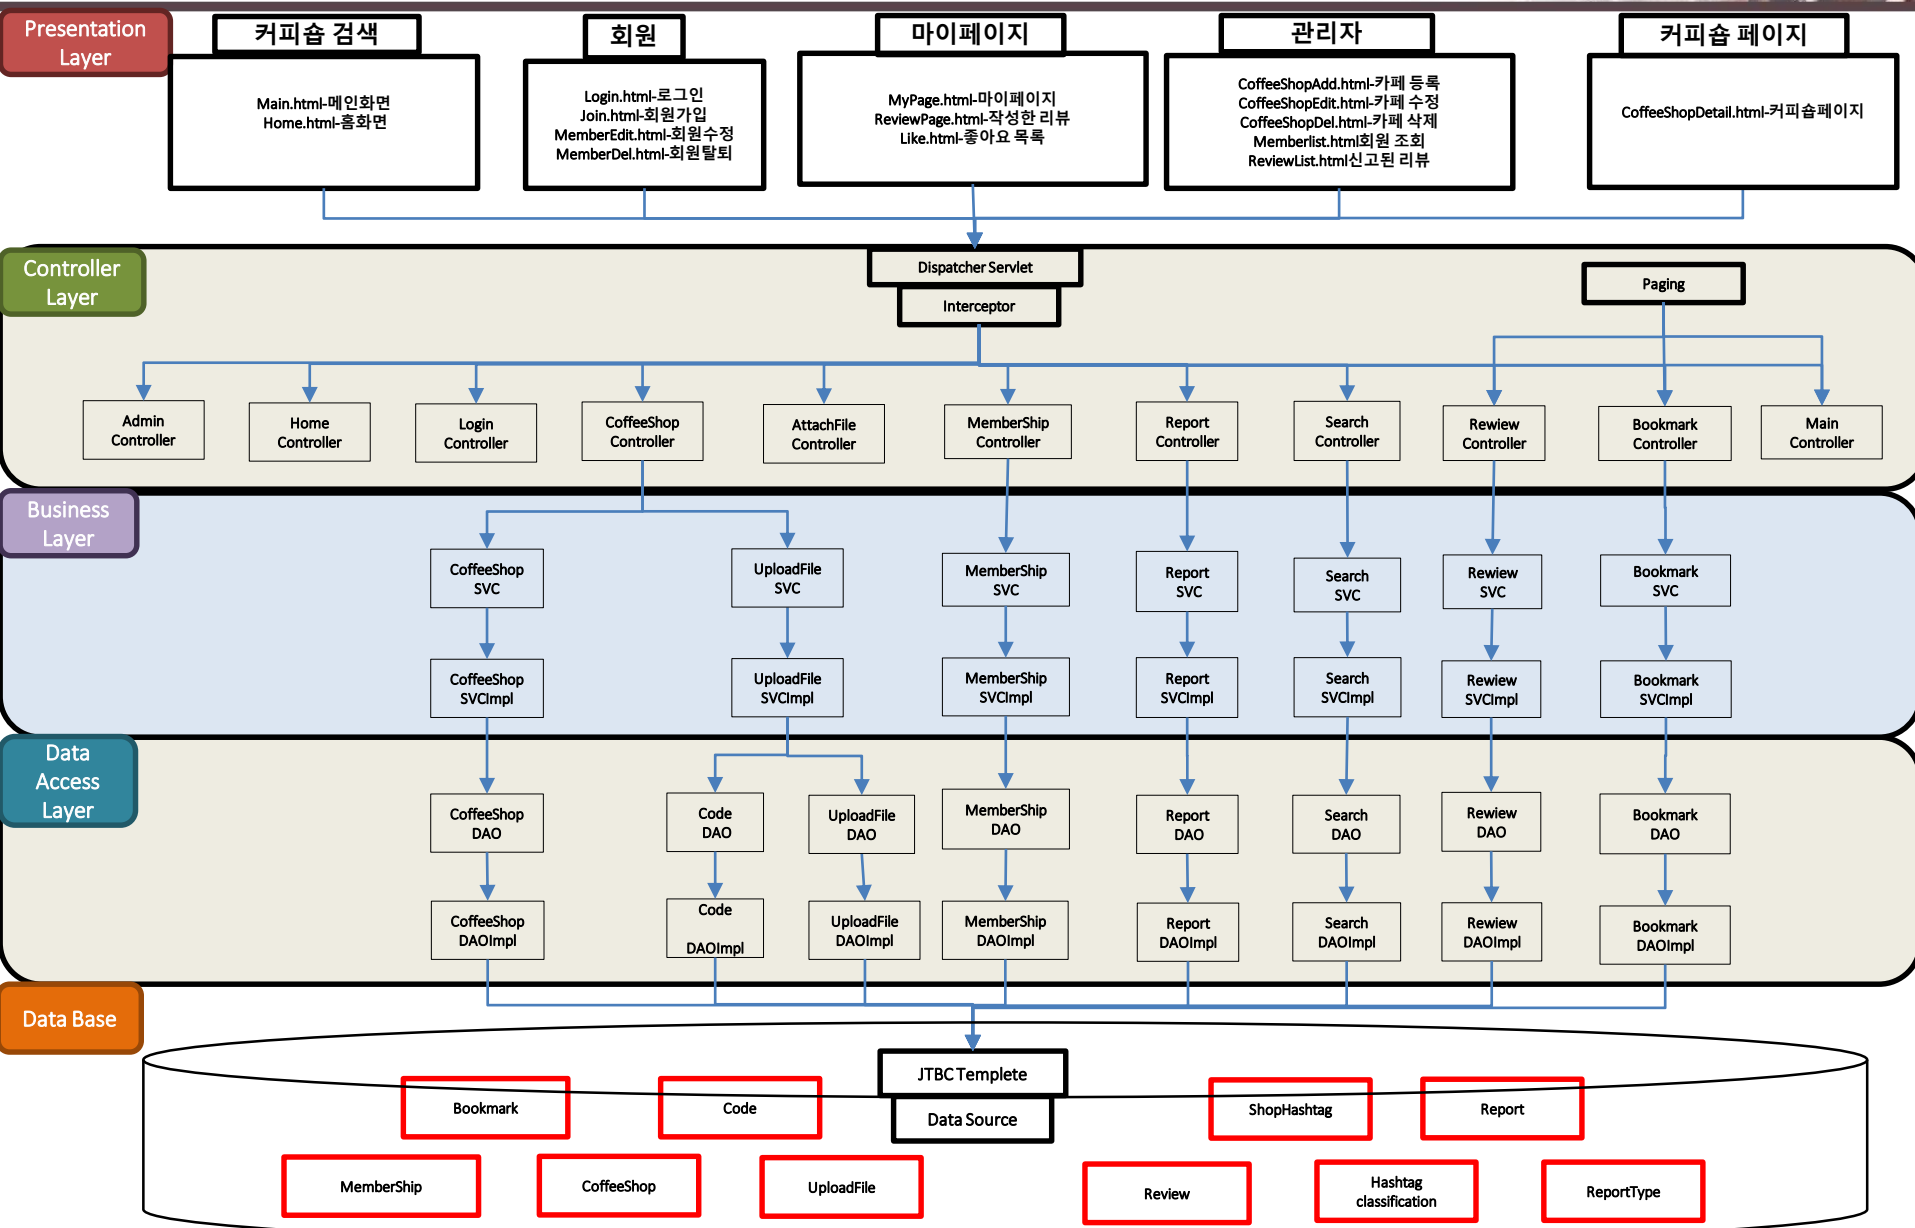 Presentation
Layer
커피숍 검색
회원
마이페이지
관리자
커피숍 페이지
Main.html-메인화면
Home.html-홈화면
Login.html-로그인
Join.html-회원가입
MemberEdit.html-회원수정
MemberDel.html-회원탈퇴
MyPage.html-마이페이지
ReviewPage.html-작성한 리뷰
Like.html-좋아요 목록
CoffeeShopAdd.html-카페 등록
CoffeeShopEdit.html-카페 수정
CoffeeShopDel.html-카페 삭제
Memberlist.html회원 조회
ReviewList.html신고된 리뷰
CoffeeShopDetail.html-커피숍페이지
Controller
Layer
Dispatcher Servlet
Interceptor
Paging
Admin
Controller
Home
Controller
Login
Controller
CoffeeShop
Controller
AttachFile
Controller
MemberShip
Controller
Report
Controller
Search
Controller
Rewiew
Controller
Bookmark
Controller
Main
Controller
Business
Layer
CoffeeShop
SVC
UploadFile
SVC
MemberShip
SVC
Report
SVC
Search
SVC
Rewiew
SVC
Bookmark
SVC
CoffeeShop
SVCImpl
UploadFile
SVCImpl
MemberShip
SVCImpl
Report
SVCImpl
Search
SVCImpl
Rewiew
SVCImpl
Bookmark
SVCImpl
Data
Access
Layer
CoffeeShop
DAO
Code
DAO
UploadFile
DAO
MemberShip
DAO
Report
DAO
Search
DAO
Rewiew
DAO
Bookmark
DAO
CoffeeShop
DAOImpl
Code
DAOImpl
UploadFile
DAOImpl
MemberShip
DAOImpl
Report
DAOImpl
Search
DAOImpl
Rewiew
DAOImpl
Bookmark
DAOImpl
Data Base
JTBC Templete
Data Source
Bookmark
Code
ShopHashtag
Report
MemberShip
CoffeeShop
UploadFile
Review
Hashtag
classification
ReportType